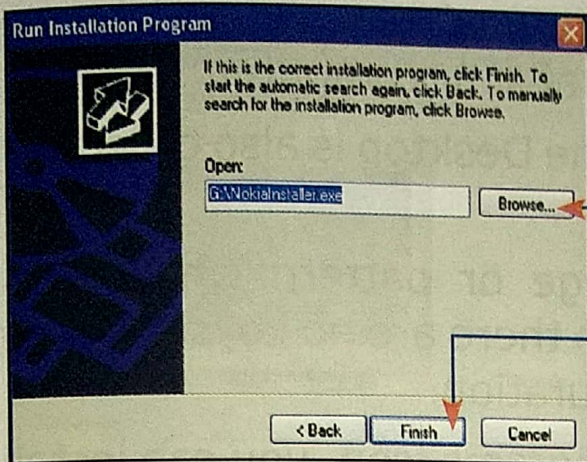 Run Installation Program
If this is the correct installation program, click Finish. To
start the automatic search again, click Back. To manually
search for the installation program, click Browse.
Open:
G:\NokiaInstaller.exe
Browse...
< Back
Finish
Cancel